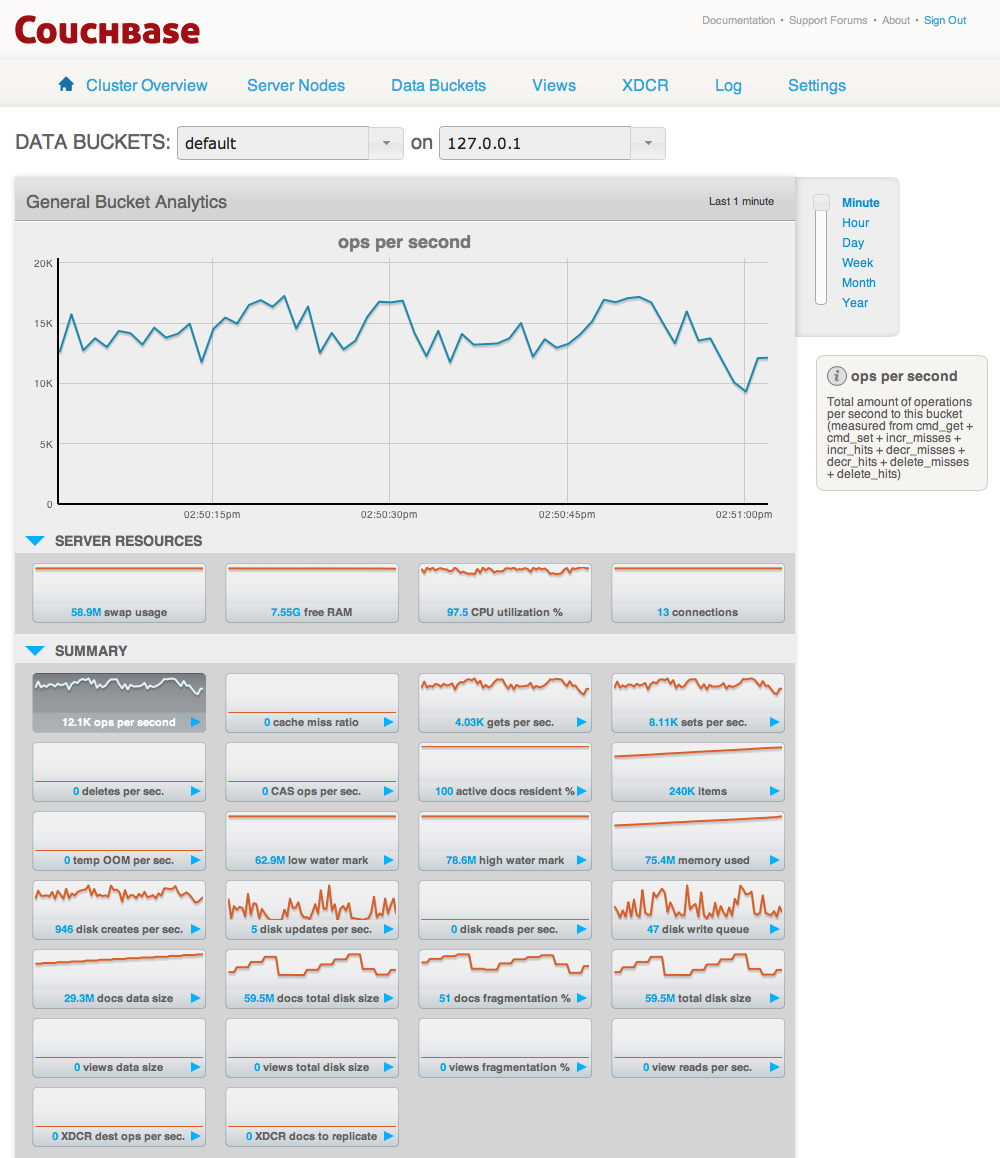 COUCHBASE
Documentation • Support Forums • About • Sign Out
Cluster Overview Server Nodes Data Buckets Views XDCR Log Settings
DATA BUCKETS: default on 127.0.0.1
General Bucket Analytics Last 1 minute
ops per second
20K
15K
10K
5K
0
02:50:15pm 02:50:30pm 02:50:45pm 02:51:00pm
Minute
Hour
Day
Week
Month
Year
i ops per second
Total amount of operations
per second to this bucket
(measured from cmd_get +
cmd_set + incr_misses +
incr_hits + decr_misses +
decr_hits + delete_misses
+ delete_hits)
SERVER RESOURCES
58.9M swap usage 7.55G free RAM 97.5 CPU utilization % 13 connections
SUMMARY
12.1K ops per second 0 cache miss ratio 4.03K gets per sec. 8.11K sets per sec.
0 deletes per sec. 0 CAS ops per sec. 100 active docs resident % 240K items
0 temp OOM per sec. 62.9M low water mark 78.6M high water mark 75.4M memory used
946 disk creates per sec. 5 disk updates per sec. 0 disk reads per sec. 47 disk write queue
29.3M docs data size 59.5M docs total disk size 51 docs fragmentation % 59.5M total disk size
0 views data size 0 views total disk size 0 views fragmentation % 0 view reads per sec.
0 XDCR dest ops per sec. 0 XDCR docs to replicate